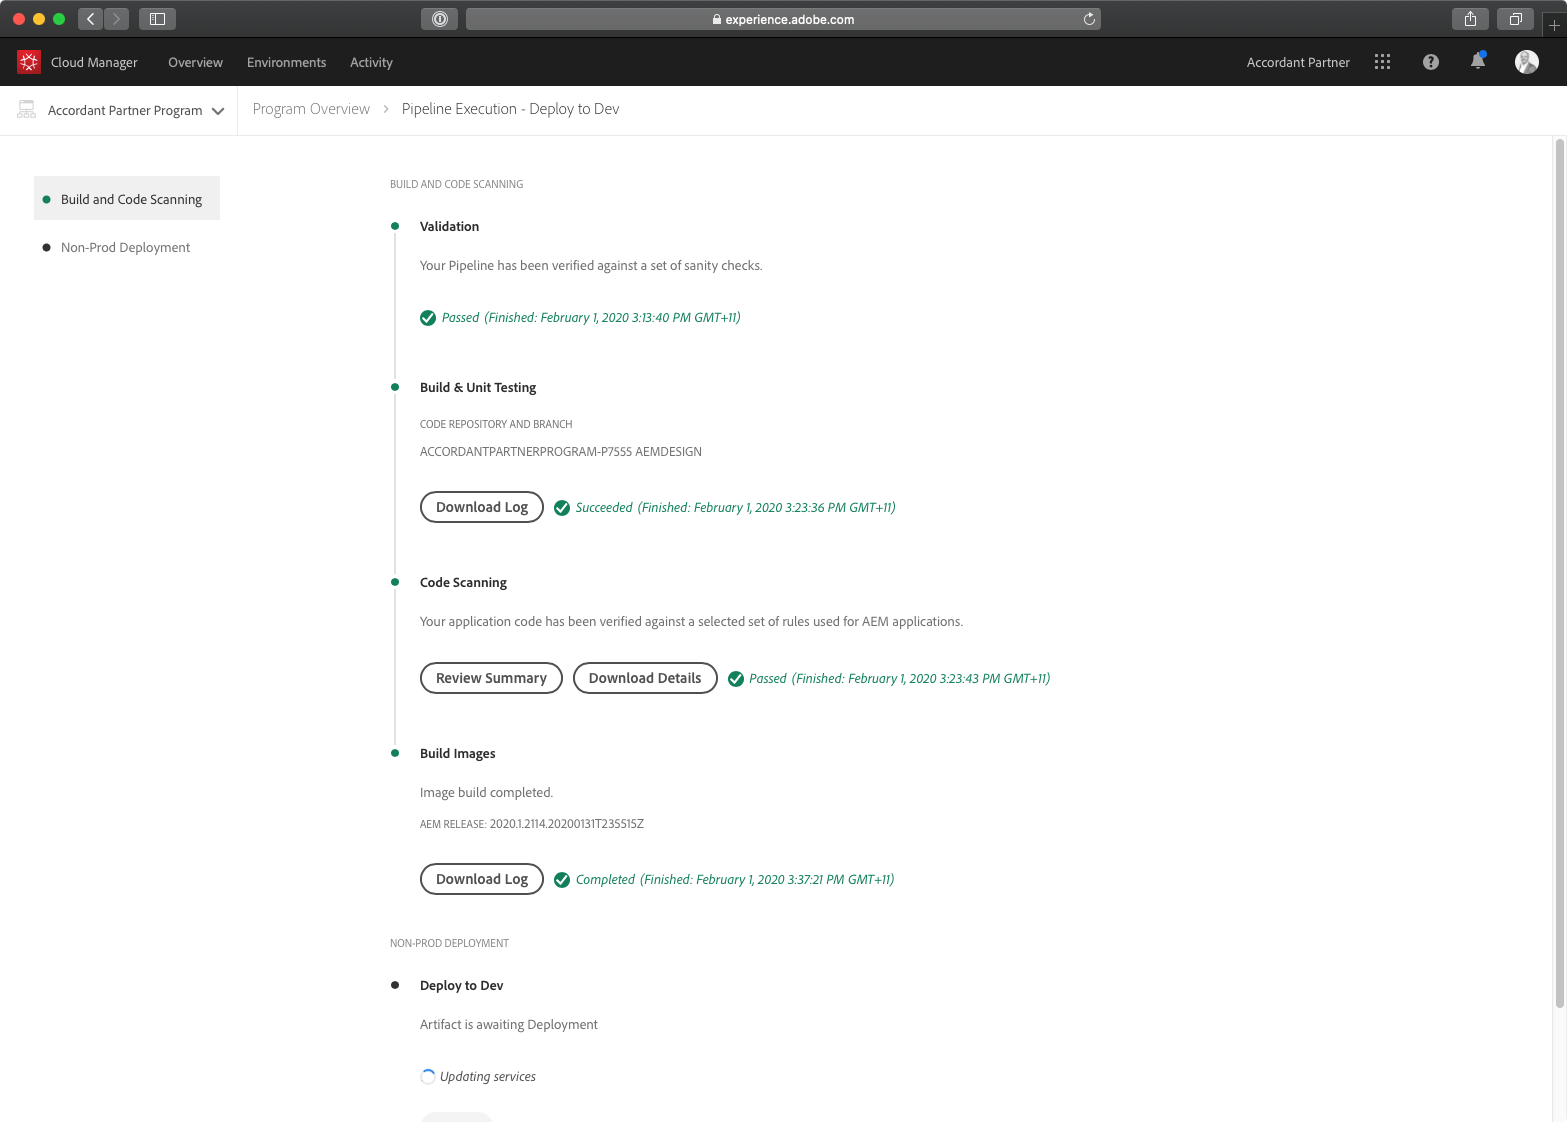 experience.adobe.com
Cloud Manager Overview Environments Activity Accordant Partner
Accordant Partner Program Program Overview > Pipeline Execution - Deploy to Dev
Build and Code Scanning
Non-Prod Deployment
BUILD AND CODE SCANNING
Validation
Your Pipeline has been verified against a set of sanity checks.
Passed (Finished: February 1, 2020 3:13:40 PM GMT+11)
Build & Unit Testing
CODE REPOSITORY AND BRANCH
ACCORDANTPARTNERPROGRAM-P7555 AEMDESIGN
Download Log Succeeded (Finished: February 1, 2020 3:23:36 PM GMT+11)
Code Scanning
Your application code has been verified against a selected set of rules used for AEM applications.
Review Summary Download Details Passed (Finished: February 1, 2020 3:23:43 PM GMT+11)
Build Images
Image build completed.
AEM RELEASE: 2020.1.2114.20200131T235515Z
Download Log Completed (Finished: February 1, 2020 3:37:21 PM GMT+11)
NON-PROD DEPLOYMENT
Deploy to Dev
Artifact is awaiting Deployment
Updating services